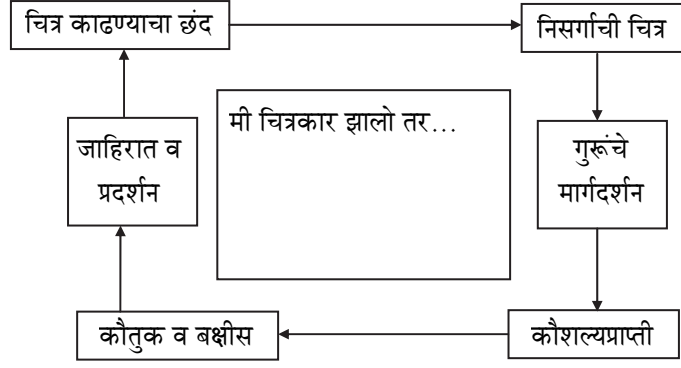 चित्र काढण्याचा छंद
निसर्गाची चित्र
मी चित्रकार झालो तर...
जाहिरात व
प्रदर्शन
गुरूंचे
मार्गदर्शन
कौतुक व बक्षीस
कौशल्यप्राप्ती